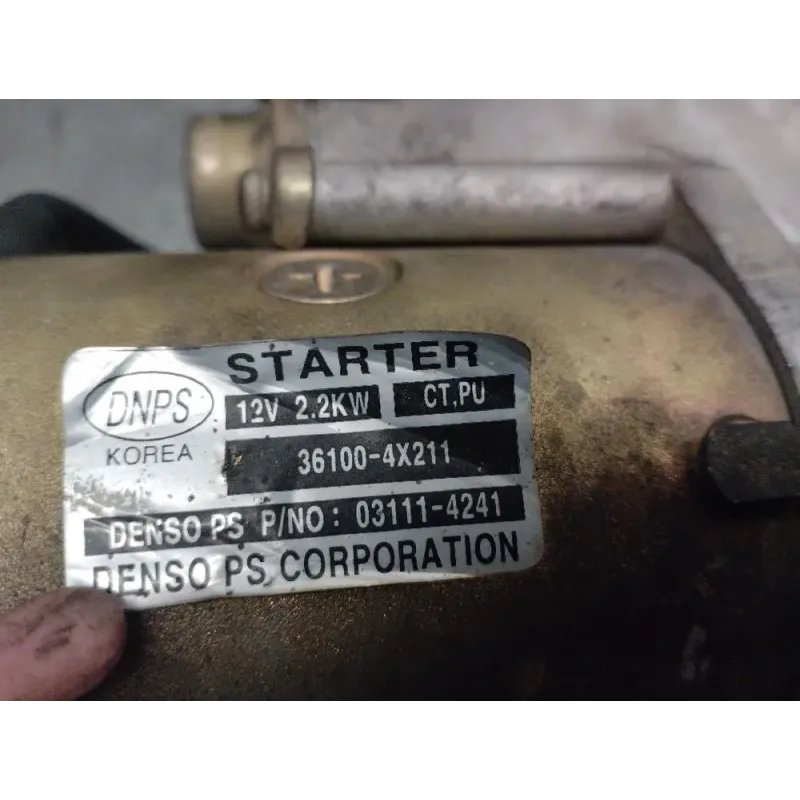 STARTER
DNPS
12V 2.2KW CT,PU
KOREA
36100-4X211
DENSO PS P/NO: 03111-4241
DENSO PS CORPORATION